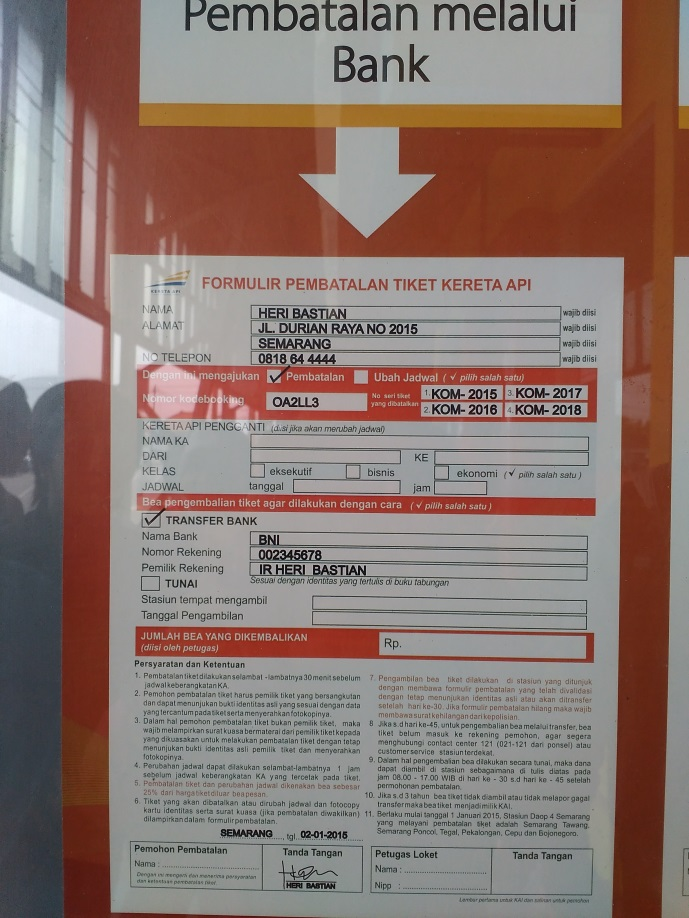 Pembatalan melalui
Bank
KERETA API
FORMULIR PEMBATALAN TIKET KERETA API
NAMA HERI BASTIAN wajib diisi
ALAMAT JL. DURIAN RAYA NO 2015 wajib diisi
SEMARANG wajib diisi
NO TELEPON 0818 64 4444 wajib diisi
Dengan ini mengajukan ✓ Pembatalan Ubah Jadwal ( √ pilih salah satu)
Nomor kodebooking OA2LL3 No seri tiket yang dibatalkan 1. KOM- 2015 3. KOM- 2017
2. KOM- 2016 4. KOM- 2018
KERETA API PENGGANTI (diisi jika akan merubah jadwal)
NAMA KA
DARI KE
KELAS eksekutif bisnis ekonomi ( √ pilih salah satu )
JADWAL tanggal jam
Bea pengembalian tiket agar dilakukan dengan cara ( √ pilih salah satu )
✓ TRANSFER BANK
Nama Bank BNI
Nomor Rekening 002345678
Pemilik Rekening IR HERI BASTIAN
TUNAI Sesuai dengan identitas yang tertulis di buku tabungan
Stasiun tempat mengambil
Tanggal Pengambilan
JUMLAH BEA YANG DIKEMBALIKAN
(diisi oleh petugas) Rp.
Persyaratan dan Ketentuan
1. Pembatalan tiket dilakukan selambat - lambatnya 30 menit sebelum
jadwal keberangkatan KA.
2. Pemohon pembatalan tiket harus pemilik tiket yang bersangkutan
dan dapat menunjukan bukti identitas asli yang sesuai dengan data
yang tercantum pada tiket serta menyerahkan fotokopinya.
3. Dalam hal pemohon pembatalan tiket bukan pemilik tiket, maka
wajib melampirkan surat kuasa bermaterai dari pemilik tiket kepada
yang dikuasakan untuk melakukan pembatalan tiket dengan tetap
menunjukan bukti identitas asli pemilik tiket dan menyerahkan
fotokopinya.
4. Perubahan jadwal dapat dilakukan selambat-lambatnya 1 jam
sebelum jadwal keberangkatan KA yang tercetak pada tiket.
5. Pembatalan tiket dan perubahan jadwal dikenakan bea sebesar
25% dari harga tiket diluar bea pesan.
6. Tiket yang akan dibatalkan atau dirubah jadwal dan fotocopy
kartu identitas serta surat kuasa (jika pembatalan diwakilkan)
dilampirkan dalam formulir pembatalan.
7. Pengambilan bea tiket dilakukan di stasiun yang ditunjuk
dengan membawa formulir pembatalan yang telah divalidasi
dengan tetap menunjukan identitas asli atau akan ditransfer
setelah hari ke-30. Jika formulir pembatalan hilang maka wajib
membawa surat kehilangan dari kepolisian.
8 Jika s.d hari ke-45, untuk pengembalian bea melalui transfer, bea
tiket belum masuk ke rekening pemohon, agar segera
menghubungi contact center 121 (021-121 dari ponsel) atau
customer service stasiun terdekat.
9. Dalam hal pengembalian bea dilakukan secara tunai, maka dana
dapat diambil di stasiun sebagaimana di tulis diatas pada
jam 08.00 - 17.00 WIB di hari ke - 30 s.d hari ke - 45 setelah
permohonan pembatalan.
10. Jika s.d 3 tahun bea tiket tidak diambil atau tidak melapor gagal
transfer maka bea tiket menjadi milik KAI.
11. Berlaku mulai tanggal 1 Januari 2015, Stasiun Daop 4 Semarang
yang melayani pembatalan tiket adalah Semarang Tawang,
Semarang Poncol, Tegal, Pekalongan, Cepu dan Bojonegoro.
SEMARANG, tgl. 02-01-2015
Pemohon Pembatalan Tanda Tangan
Nama :
Dengan ini mengerti dan menerima persyaratan
dan ketentuan pembatalan tiket.
HERI BASTIAN
Petugas Loket Tanda Tangan
Nama :
Nipp :
Lembar pertama untuk KAI dan salinan untuk pemohon